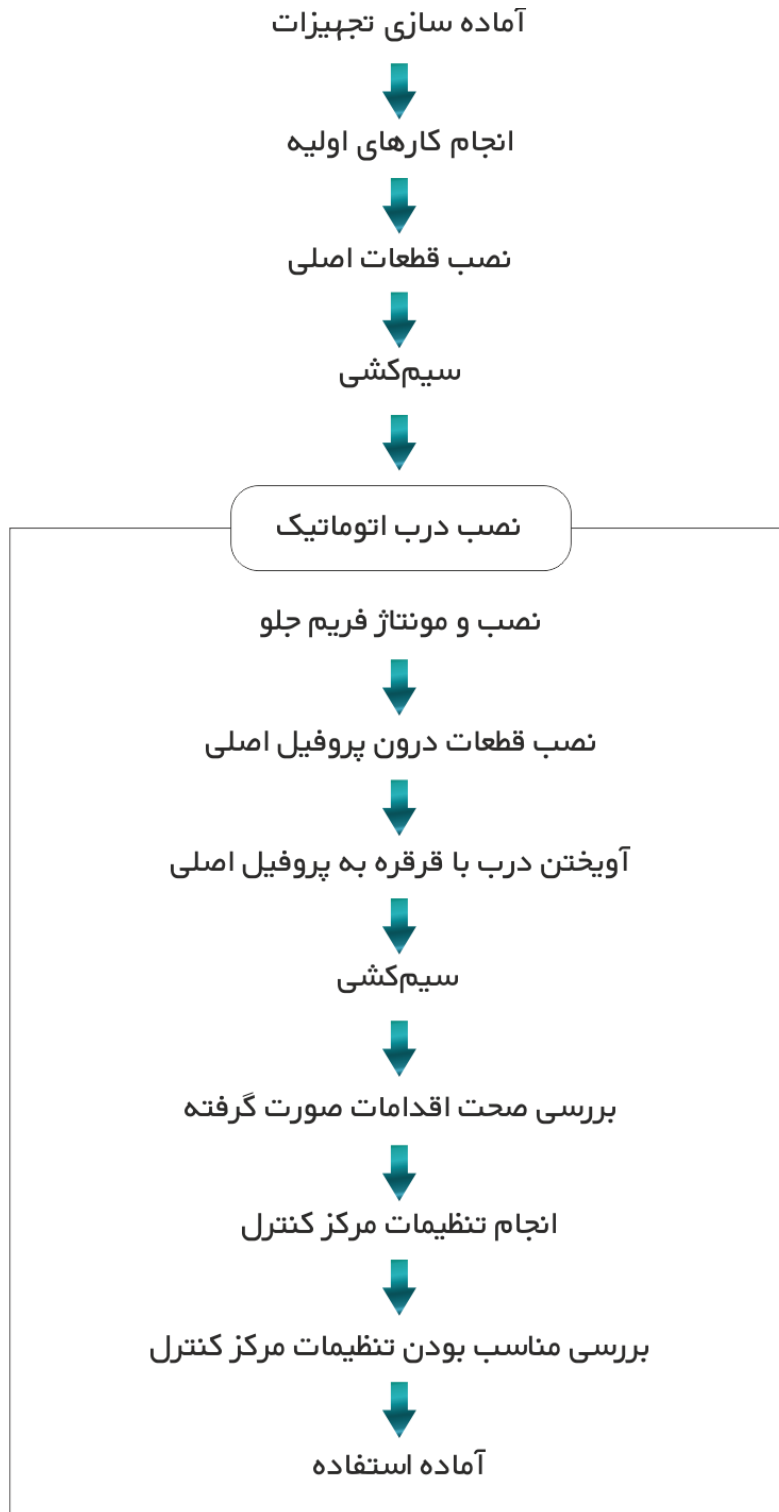 آماده سازی تجهیزات
انجام کارهای اولیه
نصب قطعات اصلی
سیم‌کشی
نصب درب اتوماتیک
نصب و مونتاژ فریم جلو
نصب قطعات درون پروفیل اصلی
آویختن درب با قرقره به پروفیل اصلی
سیم‌کشی
بررسی صحت اقدامات صورت گرفته
انجام تنظیمات مرکز کنترل
بررسی مناسب بودن تنظیمات مرکز کنترل
آماده استفاده